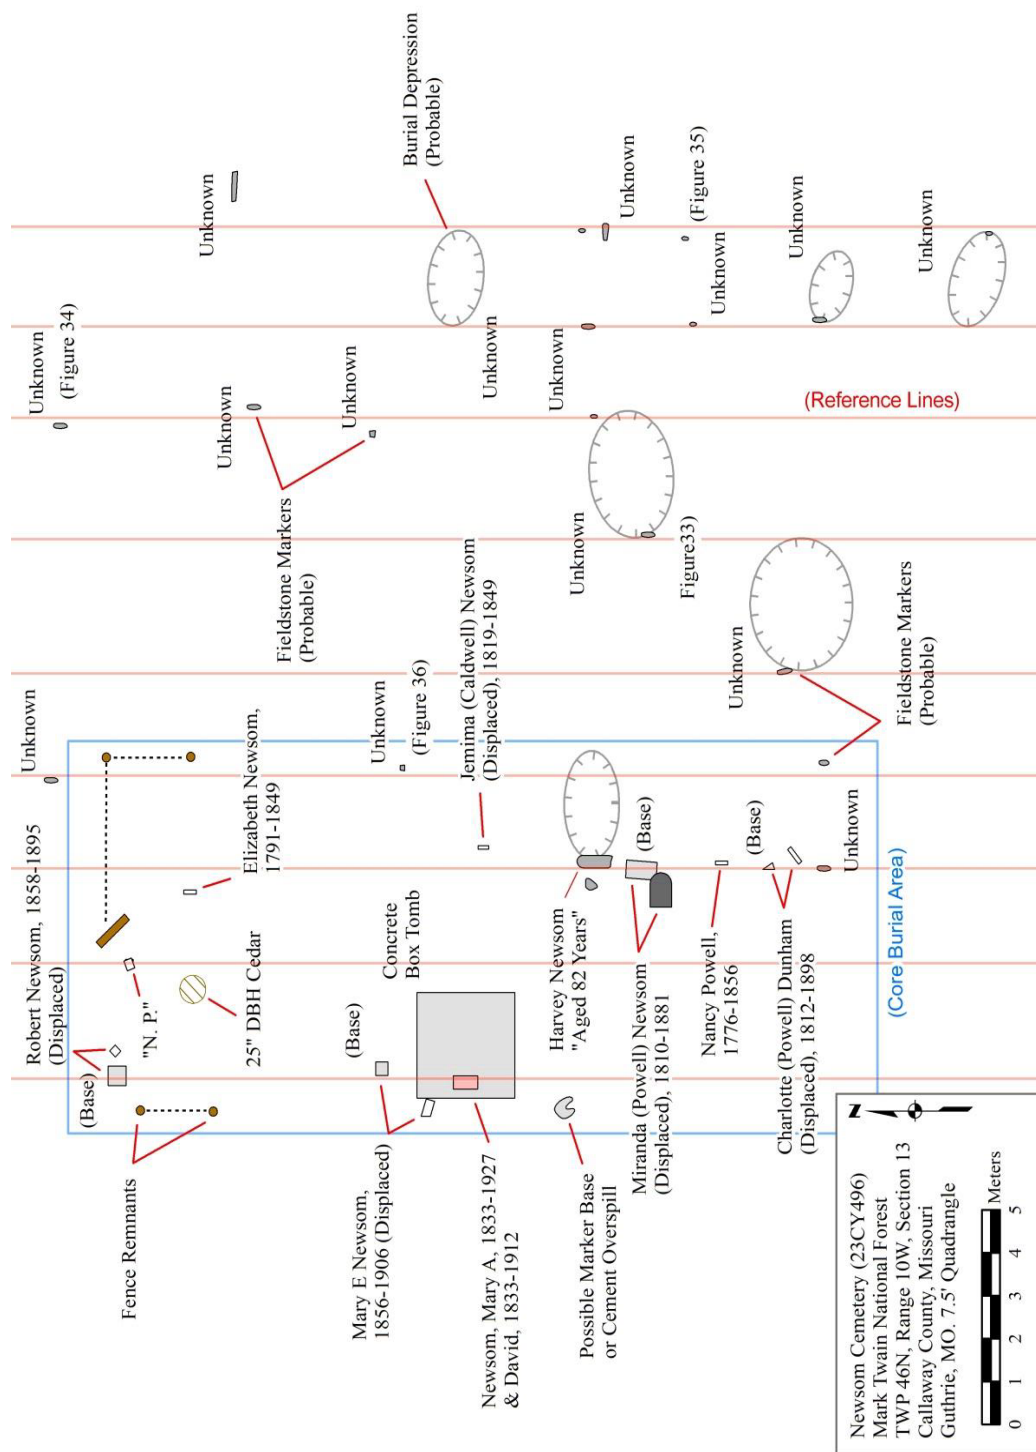 Robert Newsom, 1858-1895
(Displaced)
(Base)
"N. P."
25" DBH Cedar
Elizabeth Newsom,
1791-1849
Unknown
Fence Remnants
Unknown
(Figure 34)
Unknown
Unknown
Fieldstone Markers
(Probable)
Unknown
Mary E Newsom,
1856-1906 (Displaced)
(Base)
Concrete
Box Tomb
Newsom, Mary A, 1833-1927
& David, 1833-1912
Unknown
(Figure 36)
Jemima (Caldwell) Newsom
(Displaced), 1819-1849
Burial Depression
(Probable)
Unknown
Unknown
Unknown
Unknown
(Figure 35)
Unknown
Unknown
Unknown
Unknown
Figure33)
Possible Marker Base
or Cement Overspill
Harvey Newsom
"Aged 82 Years"
Miranda (Powell) Newsom
(Displaced), 1810-1881
(Base)
Nancy Powell,
1776-1856
Charlotte (Powell) Dunham
(Displaced), 1812-1898
(Base)
Unknown
Unknown
Fieldstone Markers
(Probable)
(Reference Lines)
(Core Burial Area)
Newsom Cemetery (23CY496)
Mark Twain National Forest
TWP 46N, Range 10W, Section 13
Callaway County, Missouri
Guthrie, MO. 7.5' Quadrangle
N
Meters
0 1 2 3 4 5